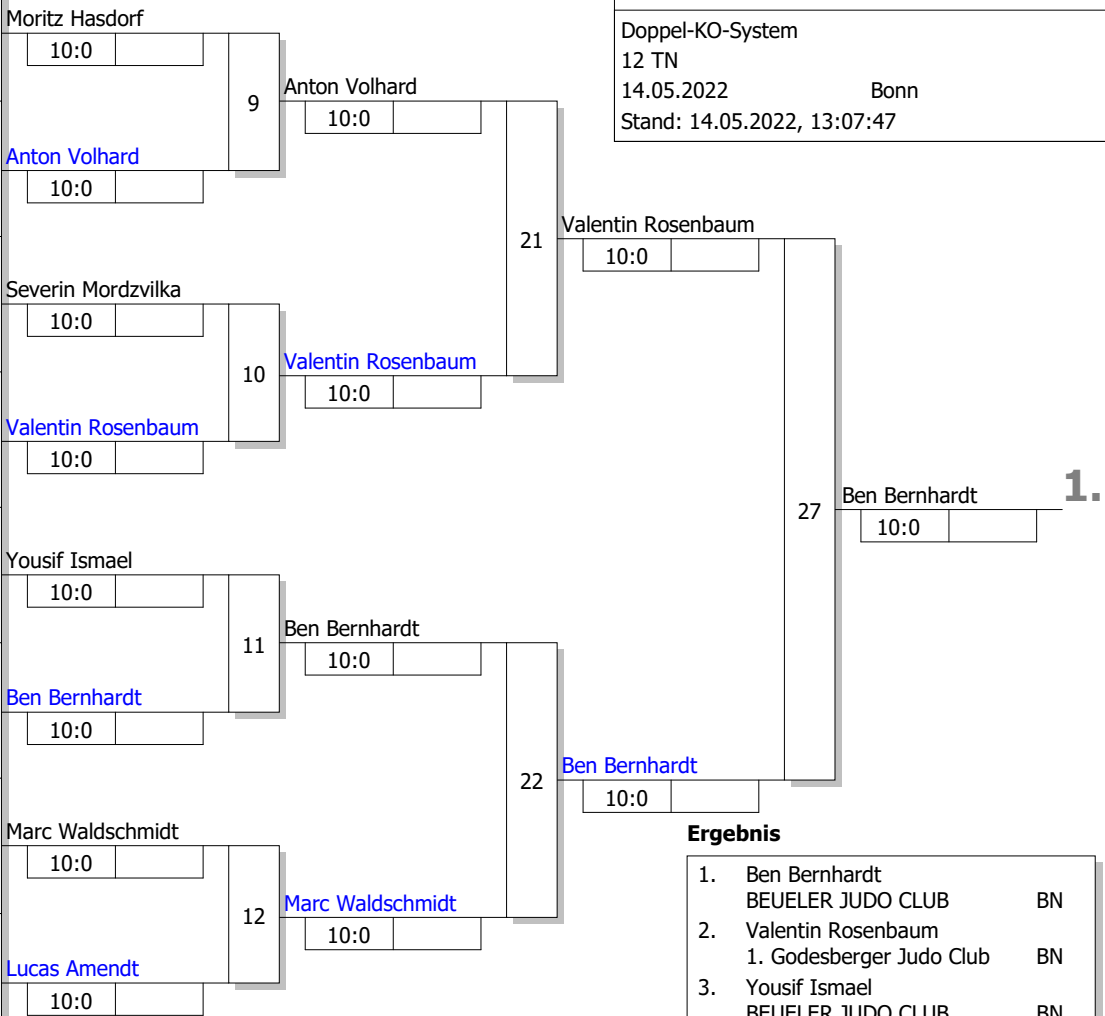 Moritz Hasdorf
10:0
9
Anton Volhard
10:0
Anton Volhard
10:0
21
Valentin Rosenbaum
10:0
Severin Mordzvilka
10:0
10
Valentin Rosenbaum
10:0
Valentin Rosenbaum
10:0
27
Ben Bernhardt
10:0
1.
Yousif Ismael
10:0
11
Ben Bernhardt
10:0
Ben Bernhardt
10:0
22
Ben Bernhardt
10:0
Marc Waldschmidt
10:0
12
Marc Waldschmidt
10:0
Lucas Amendt
10:0
Doppel-KO-System
12 TN
14.05.2022 Bonn
Stand: 14.05.2022, 13:07:47
Ergebnis
1. Ben Bernhardt
BEUELER JUDO CLUB BN
2. Valentin Rosenbaum
1. Godesberger Judo Club BN
3. Yousif Ismael
BEUELER JUDO CLUB BN